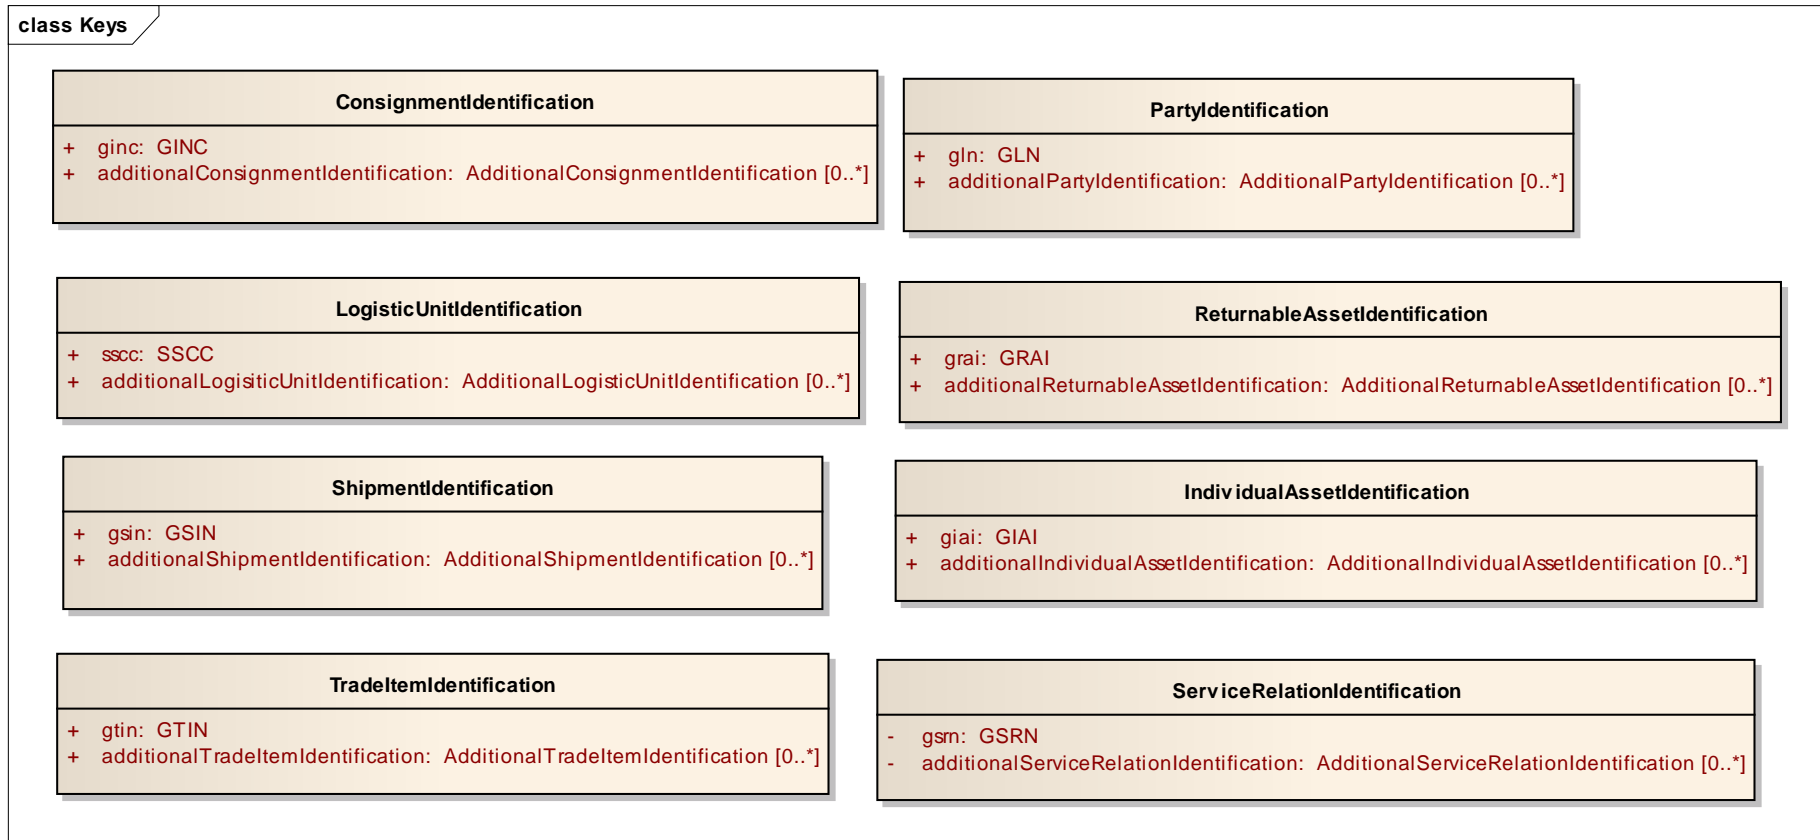 class Keys
ConsignmentIdentification
+ ginc: GINC
+ additionalConsignmentIdentification: AdditionalConsignmentIdentification [0..*]
PartyIdentification
+ gln: GLN
+ additionalPartyIdentification: AdditionalPartyIdentification [0..*]
LogisticUnitIdentification
+ sscc: SSCC
+ additionalLogisiticUnitIdentification: AdditionalLogisticUnitIdentification [0..*]
ReturnableAssetIdentification
+ grai: GRAI
+ additionalReturnableAssetIdentification: AdditionalReturnableAssetIdentification [0..*]
ShipmentIdentification
+ gsin: GSIN
+ additionalShipmentIdentification: AdditionalShipmentIdentification [0..*]
IndividualAssetIdentification
+ giai: GIAI
+ additionalIndividualAssetIdentification: AdditionalIndividualAssetIdentification [0..*]
TradeItemIdentification
+ gtin: GTIN
+ additionalTradeItemIdentification: AdditionalTradeItemIdentification [0..*]
ServiceRelationIdentification
- gsrn: GSRN
- additionalServiceRelationIdentification: AdditionalServiceRelationIdentification [0..*]